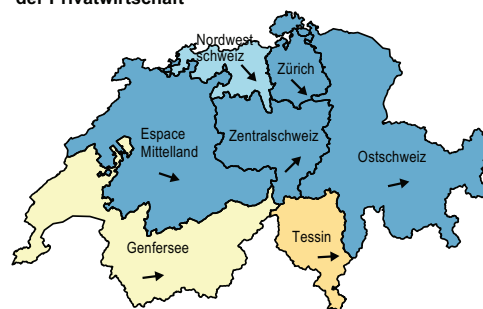 der Privatwirtschaft
Nordwest
schweiz
Zürich
Espace
Mittelland
Zentralschweiz
Ostschweiz
Genfersee
Tessin